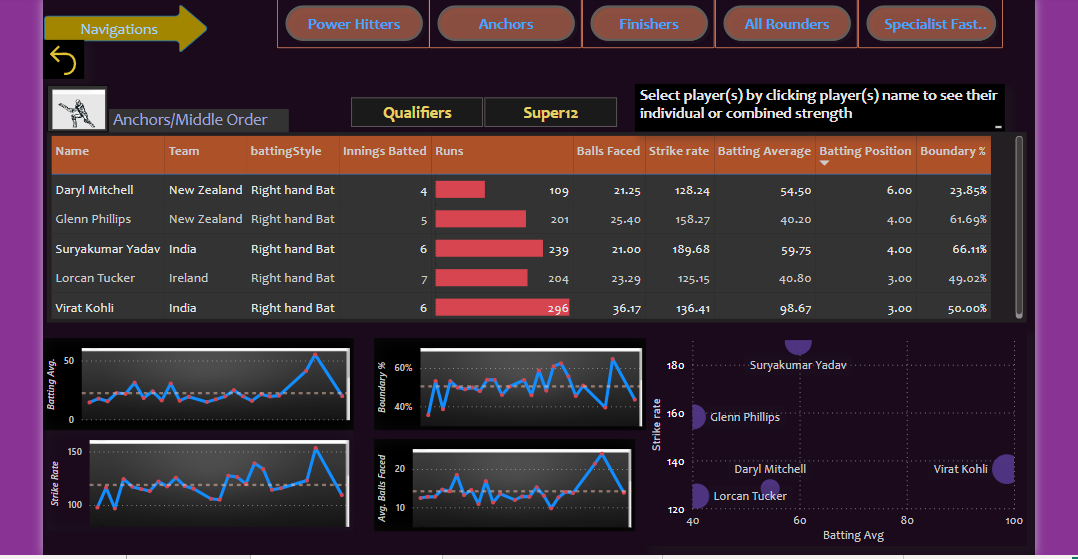 Navigations
Power Hitters
Anchors
Finishers
All Rounders
Specialist Fast..
Anchors/Middle Order
Qualifiers
Super12
Select player(s) by clicking player(s) name to see their
individual or combined strength
Name Team battingStyle Innings Batted Runs Balls Faced Strike rate Batting Average Batting Position Boundary %
Daryl Mitchell New Zealand Right hand Bat 4 109 21.25 128.24 54.50 6.00 23.85%
Glenn Phillips New Zealand Right hand Bat 5 201 25.40 158.27 40.20 4.00 61.69%
Suryakumar Yadav India Right hand Bat 6 239 21.00 189.68 59.75 4.00 66.11%
Lorcan Tucker Ireland Right hand Bat 7 204 23.29 125.15 40.80 3.00 49.02%
Virat Kohli India Right hand Bat 6 296 36.17 136.41 98.67 3.00 50.00%
Batting Avg.
50
0
Boundary %
60%
40%
Strike Rate
150
100
Avg. Balls Faced
20
10
Strike rate
180
160
140
120
Suryakumar Yadav
Glenn Phillips
Daryl Mitchell
Virat Kohli
Lorcan Tucker
40 60 80 100
Batting Avg